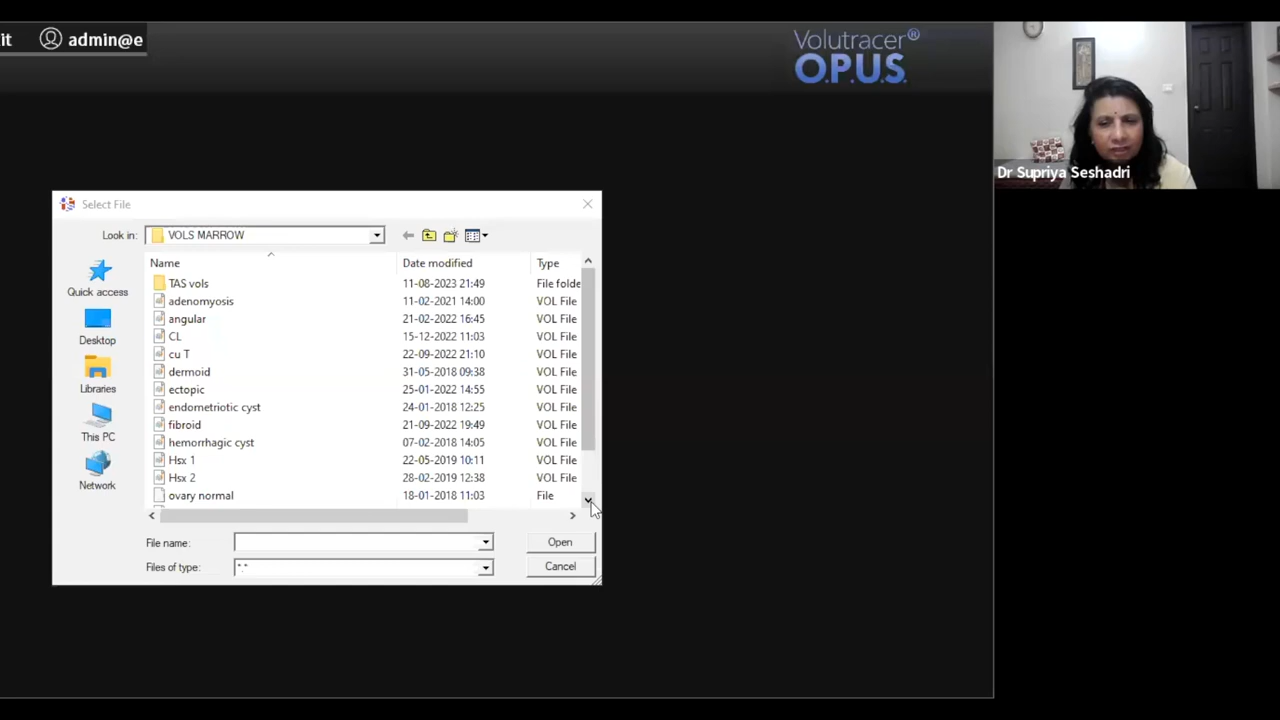 it admin@e
Volutracer®
O.P.U.S.
Dr Supriya Seshadri
Select File
Look in: VOLS MARROW
Name Date modified Type
TAS vols 11-08-2023 21:49 File folde
adenomyosis 11-02-2021 14:00 VOL File
angular 21-02-2022 16:45 VOL File
CL 15-12-2022 11:03 VOL File
cu T 22-09-2022 21:10 VOL File
dermoid 31-05-2018 09:38 VOL File
ectopic 25-01-2022 14:55 VOL File
endometriotic cyst 24-01-2018 12:25 VOL File
fibroid 21-09-2022 19:49 VOL File
hemorrhagic cyst 07-02-2018 14:05 VOL File
Hsx 1 22-05-2019 10:11 VOL File
Hsx 2 28-02-2019 12:38 VOL File
ovary normal 18-01-2018 11:03 File
Quick access
Desktop
Libraries
This PC
Network
File name: Open
Files of type: *.* Cancel